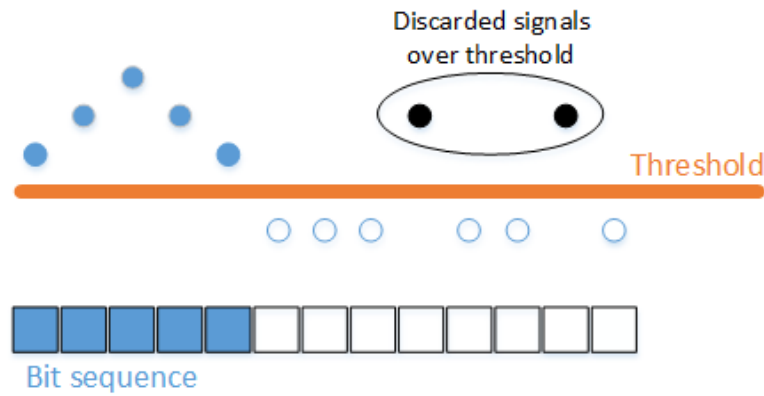 Discarded signals
over threshold
Threshold
Bit sequence